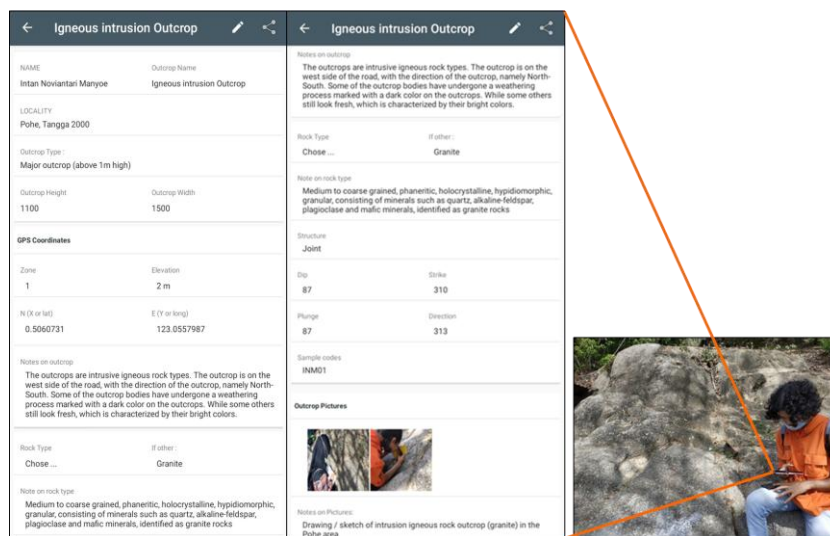 Igneous intrusion Outcrop
NAME
Outcrop Name
Intan Noviantari Manyoe
Igneous intrusion Outcrop
LOCALITY
Pohe, Tangga 2000
Outcrop Type :
Major outcrop (above 1m high)
Outcrop Height
Outcrop Width
1100
1500
GPS Coordinates
Zone
Elevation
1
2 m
N (X or lat)
E (Y or long)
0.5060731
123.0557987
Notes on outcrop
The outcrops are intrusive igneous rock types. The outcrop is on the
west side of the road, with the direction of the outcrop, namely North-
South. Some of the outcrop bodies have undergone a weathering
process marked with a dark color on the outcrops. While some others
still look fresh, which is characterized by their bright colors.
Rock Type
If other :
Chose ...
Granite
Note on rock type
Medium to coarse grained, phaneritic, holocrystalline, hypidiomorphic,
granular, consisting of minerals such as quartz, alkaline-feldspar,
plagioclase and mafic minerals, identified as granite rocks
Igneous intrusion Outcrop
Notes on outcrop
The outcrops are intrusive igneous rock types. The outcrop is on the
west side of the road, with the direction of the outcrop, namely North-
South. Some of the outcrop bodies have undergone a weathering
process marked with a dark color on the outcrops. While some others
still look fresh, which is characterized by their bright colors.
Rock Type
If other :
Chose ...
Granite
Note on rock type
Medium to coarse grained, phaneritic, holocrystalline, hypidiomorphic,
granular, consisting of minerals such as quartz, alkaline-feldspar,
plagioclase and mafic minerals, identified as granite rocks
Structure
Joint
Dip
Strike
87
310
Plunge
Direction
87
313
Sample codes
INM01
Outcrop Pictures
Notes on Pictures:
Drawing / sketch of intrusion igneous rock outcrop (granite) in the
Pohe area